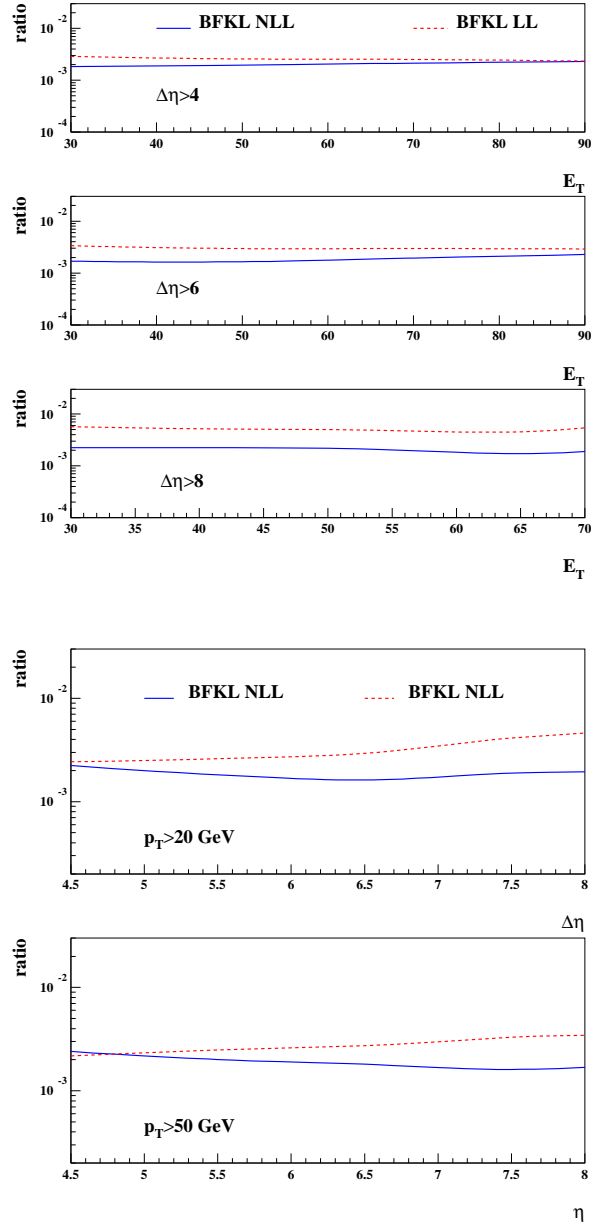 ratio
BFKL NLL BFKL LL
10 -2
10 -3
Δη>4
10 -4
30 40 50 60 70 80 90
E_T
ratio
10 -2
10 -3
Δη>6
10 -4
30 40 50 60 70 80 90
E_T
ratio
10 -2
10 -3
Δη>8
10 -4
30 35 40 45 50 55 60 65 70
E_T
ratio
BFKL NLL BFKL NLL
10 -2
10 -3
p_T>20 GeV
4.5 5 5.5 6 6.5 7 7.5 8
Δη
ratio
10 -2
10 -3
p_T>50 GeV
4.5 5 5.5 6 6.5 7 7.5 8
η